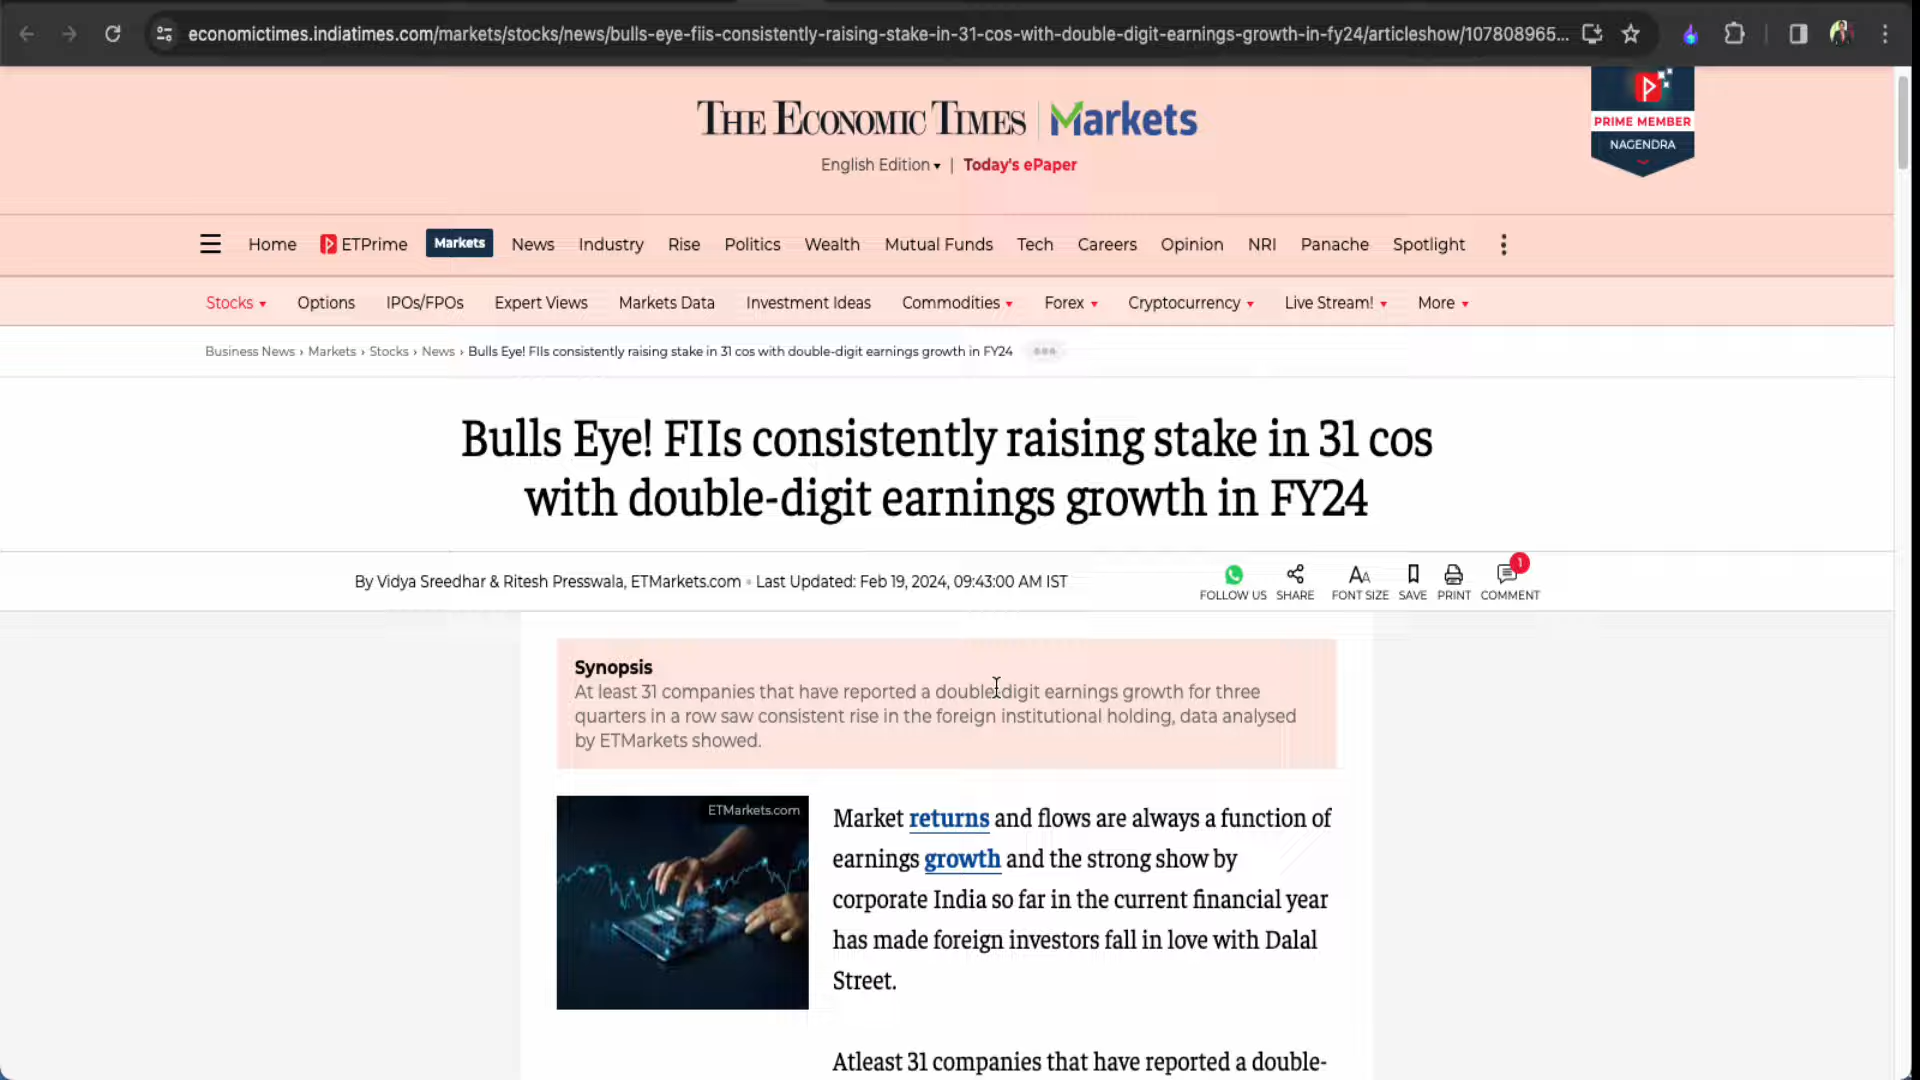 economictimes.indiatimes.com/markets/stocks/news/bulls-eye-fiis-consistently-raising-stake-in-31-cos-with-double-digit-earnings-growth-in-fy24/articleshow/107808965...
THE ECONOMIC TIMES | Markets
PRIME MEMBER
NAGENDRA
English Edition | Today's ePaper
Home ETPrime Markets News Industry Rise Politics Wealth Mutual Funds Tech Careers Opinion NRI Panache Spotlight
Stocks Options IPOs/FPOs Expert Views Markets Data Investment Ideas Commodities Forex Cryptocurrency Live Stream! More
Business News › Markets › Stocks › News › Bulls Eye! FIIs consistently raising stake in 31 cos with double-digit earnings growth in FY24
Bulls Eye! FIIs consistently raising stake in 31 cos
with double-digit earnings growth in FY24
By Vidya Sreedhar & Ritesh Presswala, ETMarkets.com • Last Updated: Feb 19, 2024, 09:43:00 AM IST
1
FOLLOW US SHARE FONT SIZE SAVE PRINT COMMENT
Synopsis
At least 31 companies that have reported a double-digit earnings growth for three
quarters in a row saw consistent rise in the foreign institutional holding, data analysed
by ETMarkets showed.
ETMarkets.com
Market returns and flows are always a function of
earnings growth and the strong show by
corporate India so far in the current financial year
has made foreign investors fall in love with Dalal
Street.
Atleast 31 companies that have reported a double-